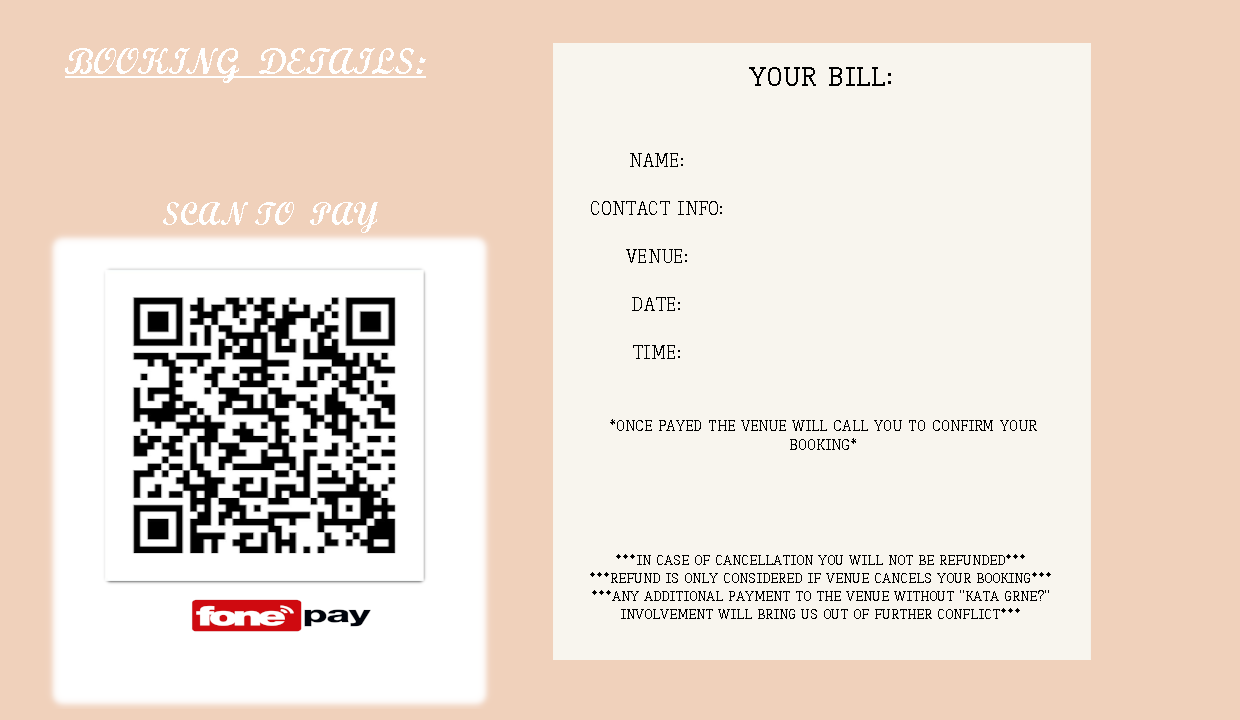 BOOKING DETAILS:
SCAN TO PAY
fonepay
YOUR BILL:
NAME:
CONTACT INFO:
VENUE:
DATE:
TIME:
*ONCE PAYED THE VENUE WILL CALL YOU TO CONFIRM YOUR
BOOKING*
***IN CASE OF CANCELLATION YOU WILL NOT BE REFUNDED***
***REFUND IS ONLY CONSIDERED IF VENUE CANCELS YOUR BOOKING***
***ANY ADDITIONAL PAYMENT TO THE VENUE WITHOUT "KATA GRNE?"
INVOLVEMENT WILL BRING US OUT OF FURTHER CONFLICT***